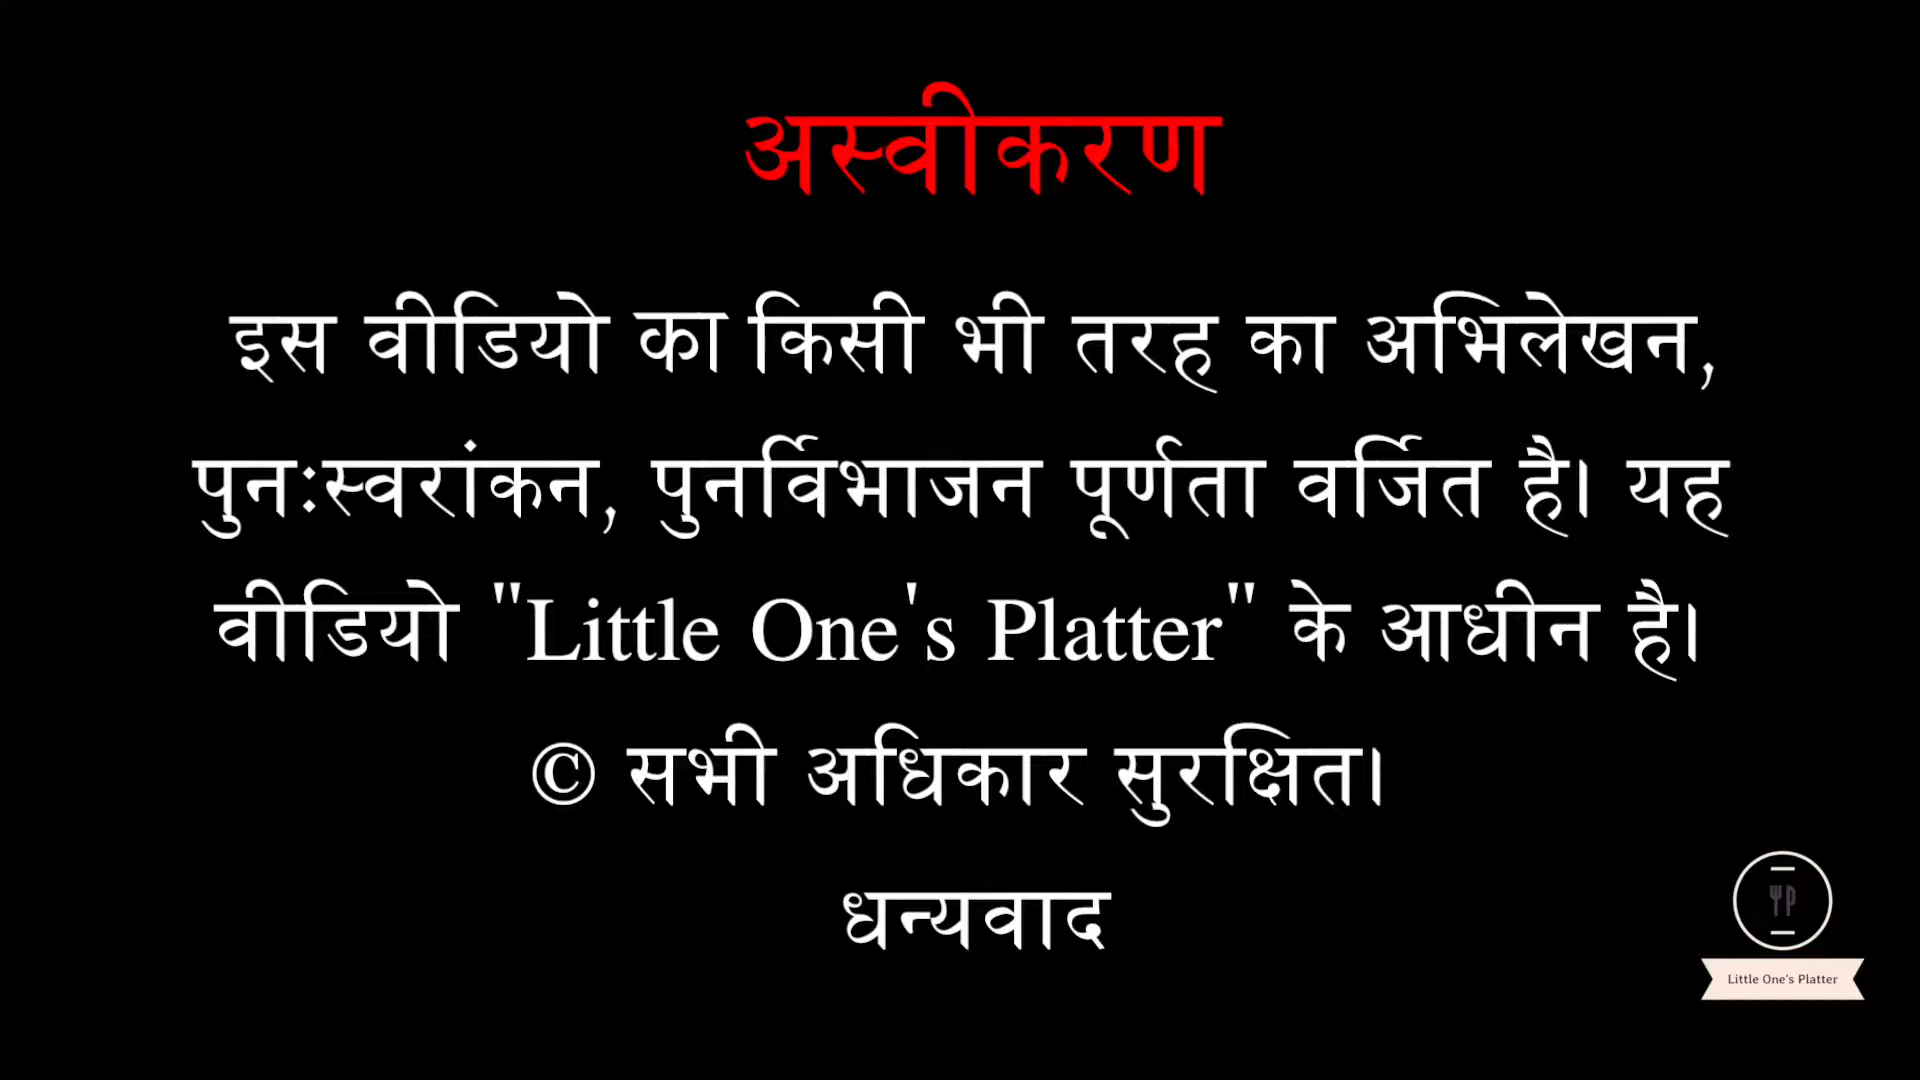 अस्वीकरण
इस वीडियो का किसी भी तरह का अभिलेखन,
पुनःस्वरांकन, पुनर्विभाजन पूर्णता वर्जित है। यह
वीडियो "Little One's Platter" के आधीन है।
© सभी अधिकार सुरक्षित।
धन्यवाद
Little One's Platter